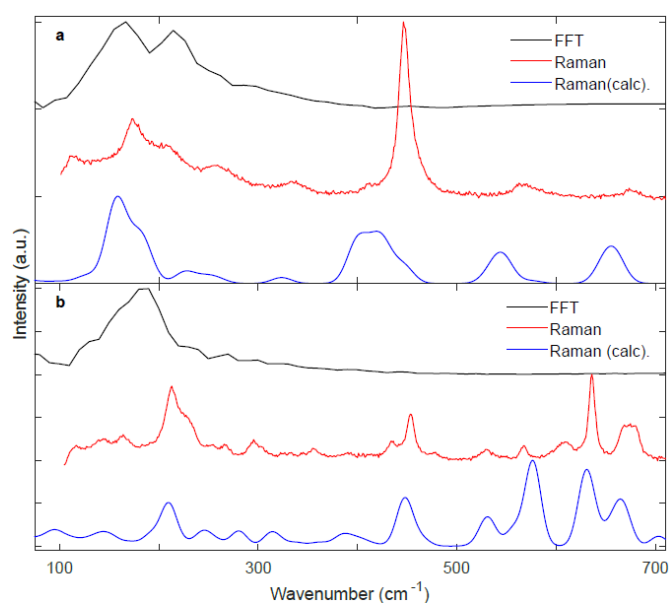 a
FFT
Raman
Raman(calc).
b
FFT
Raman
Raman (calc.)
Intensity (a.u.)
100 300 500 700
Wavenumber (cm-1)